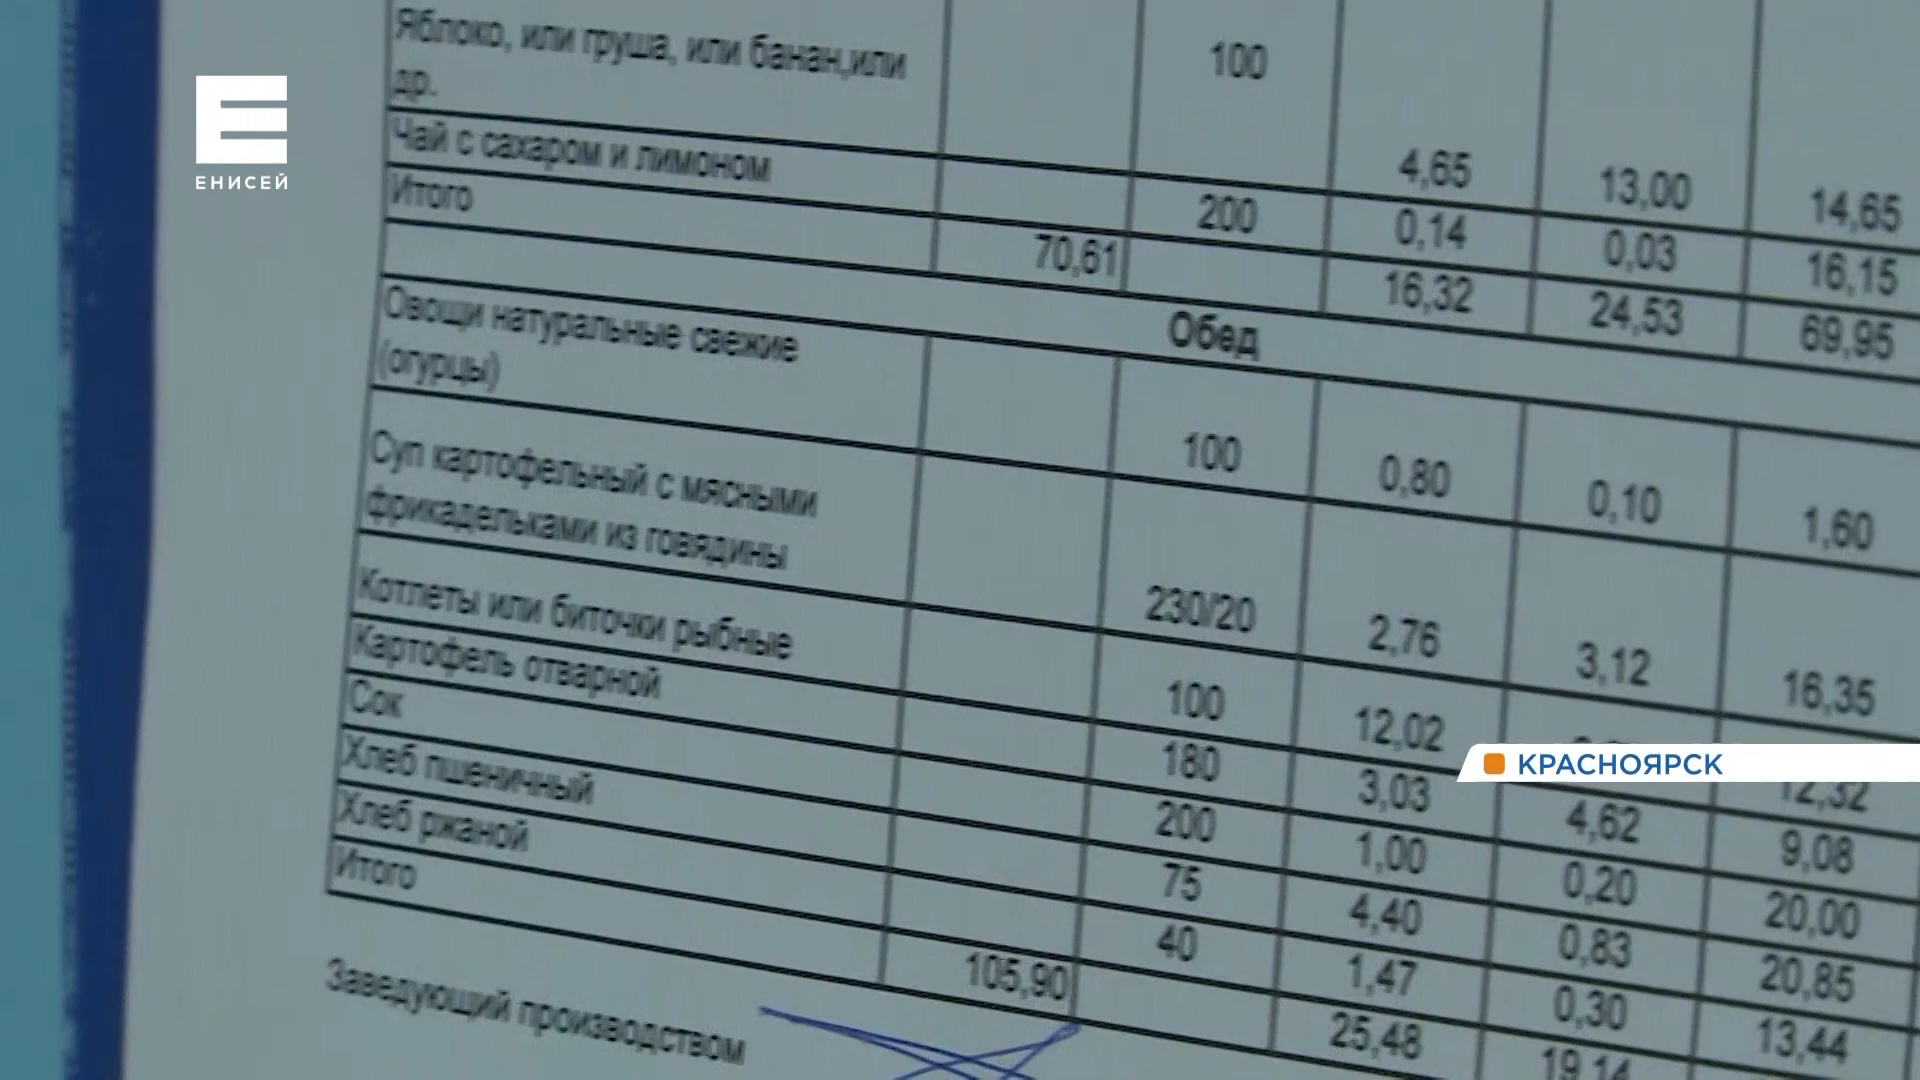 Яблоко, или груша, или банан,или 100
др. 4,65 13,00 14,65
Чай с сахаром и лимоном 200 0,14 0,03 16,15
Итого 70,61 16,32 24,53 69,95
Обед
Овощи натуральные свежие
(огурцы) 100 0,80 0,10 1,60
Суп картофельный с мясными
фрикадельками из говядины 230/20 2,76 3,12 16,35
Котлеты или биточки рыбные 100 12,02 12,32
Картофель отварной 180 3,03 4,62 9,08
Сок 200 1,00 0,20 20,00
Хлеб пшеничный 75 4,40 0,83 20,85
Хлеб ржаной 40 1,47 0,30 13,44
Итого 105,90 25,48 19,14
Заведующий производством
ЕНИСЕЙ
КРАСНОЯРСК